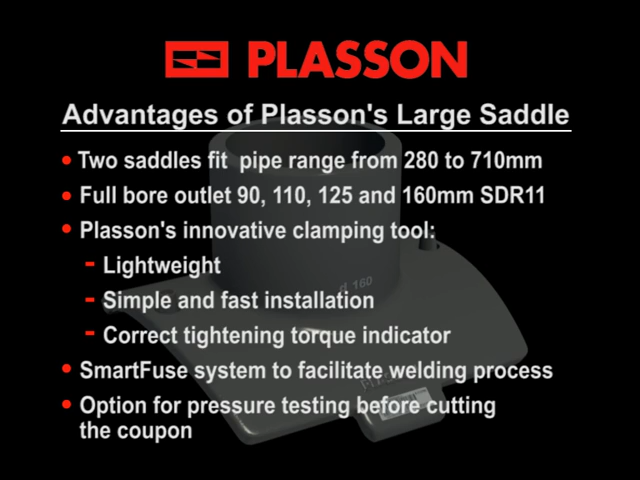 PLASSON
Advantages of Plasson's Large Saddle
Two saddles fit pipe range from 280 to 710mm
Full bore outlet 90, 110, 125 and 160mm SDR11
Plasson's innovative clamping tool:
- Lightweight
- Simple and fast installation
- Correct tightening torque indicator
SmartFuse system to facilitate welding process
Option for pressure testing before cutting
the coupon
d 160